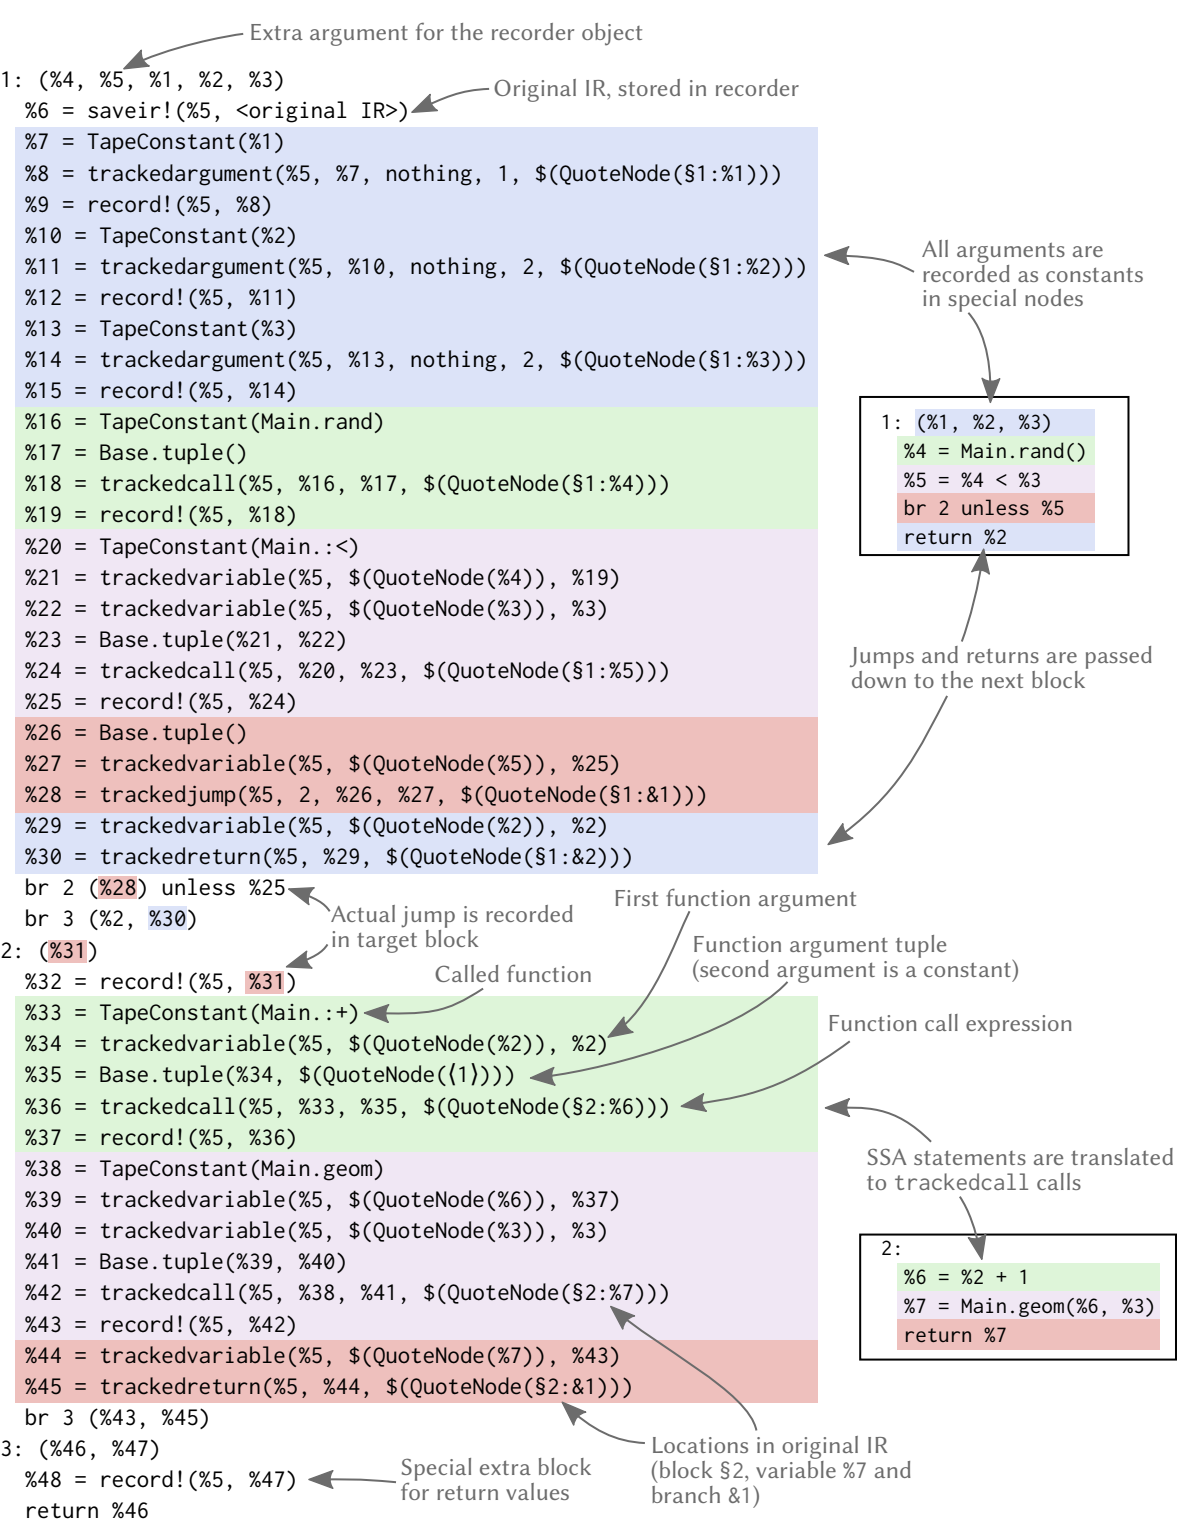 Extra argument for the recorder object
1: (%4, %5, %1, %2, %3)
%6 = saveir!(%5, <original IR>)
Original IR, stored in recorder
%7 = TapeConstant(%1)
%8 = trackedargument(%5, %7, nothing, 1, $(QuoteNode(§1:%1)))
%9 = record!(%5, %8)
%10 = TapeConstant(%2)
%11 = trackedargument(%5, %10, nothing, 2, $(QuoteNode(§1:%2)))
%12 = record!(%5, %11)
%13 = TapeConstant(%3)
%14 = trackedargument(%5, %13, nothing, 2, $(QuoteNode(§1:%3)))
%15 = record!(%5, %14)
%16 = TapeConstant(Main.rand)
%17 = Base.tuple()
%18 = trackedcall(%5, %16, %17, $(QuoteNode(§1:%4)))
%19 = record!(%5, %18)
%20 = TapeConstant(Main.:<)
%21 = trackedvariable(%5, $(QuoteNode(%4)), %19)
%22 = trackedvariable(%5, $(QuoteNode(%3)), %3)
%23 = Base.tuple(%21, %22)
%24 = trackedcall(%5, %20, %23, $(QuoteNode(§1:%5)))
%25 = record!(%5, %24)
%26 = Base.tuple()
%27 = trackedvariable(%5, $(QuoteNode(%5)), %25)
%28 = trackedjump(%5, 2, %26, %27, $(QuoteNode(§1:&1)))
%29 = trackedvariable(%5, $(QuoteNode(%2)), %2)
%30 = trackedreturn(%5, %29, $(QuoteNode(§1:&2)))
br 2 (%28) unless %25
br 3 (%2, %30)
All arguments are
recorded as constants
in special nodes
1: (%1, %2, %3)
%4 = Main.rand()
%5 = %4 < %3
br 2 unless %5
return %2
Jumps and returns are passed
down to the next block
Actual jump is recorded
in target block
2: (%31)
%32 = record!(%5, %31)
%33 = TapeConstant(Main.:+)
%34 = trackedvariable(%5, $(QuoteNode(%2)), %2)
%35 = Base.tuple(%34, $(QuoteNode(⟨1⟩)))
%36 = trackedcall(%5, %33, %35, $(QuoteNode(§2:%6)))
%37 = record!(%5, %36)
%38 = TapeConstant(Main.geom)
%39 = trackedvariable(%5, $(QuoteNode(%6)), %37)
%40 = trackedvariable(%5, $(QuoteNode(%3)), %3)
%41 = Base.tuple(%39, %40)
%42 = trackedcall(%5, %38, %41, $(QuoteNode(§2:%7)))
%43 = record!(%5, %42)
%44 = trackedvariable(%5, $(QuoteNode(%7)), %43)
%45 = trackedreturn(%5, %44, $(QuoteNode(§2:&1)))
br 3 (%43, %45)
First function argument
Function argument tuple
(second argument is a constant)
Called function
Function call expression
SSA statements are translated
to trackedcall calls
2:
%6 = %2 + 1
%7 = Main.geom(%6, %3)
return %7
3: (%46, %47)
%48 = record!(%5, %47)
return %46
Special extra block
for return values
Locations in original IR
(block §2, variable %7 and
branch &1)